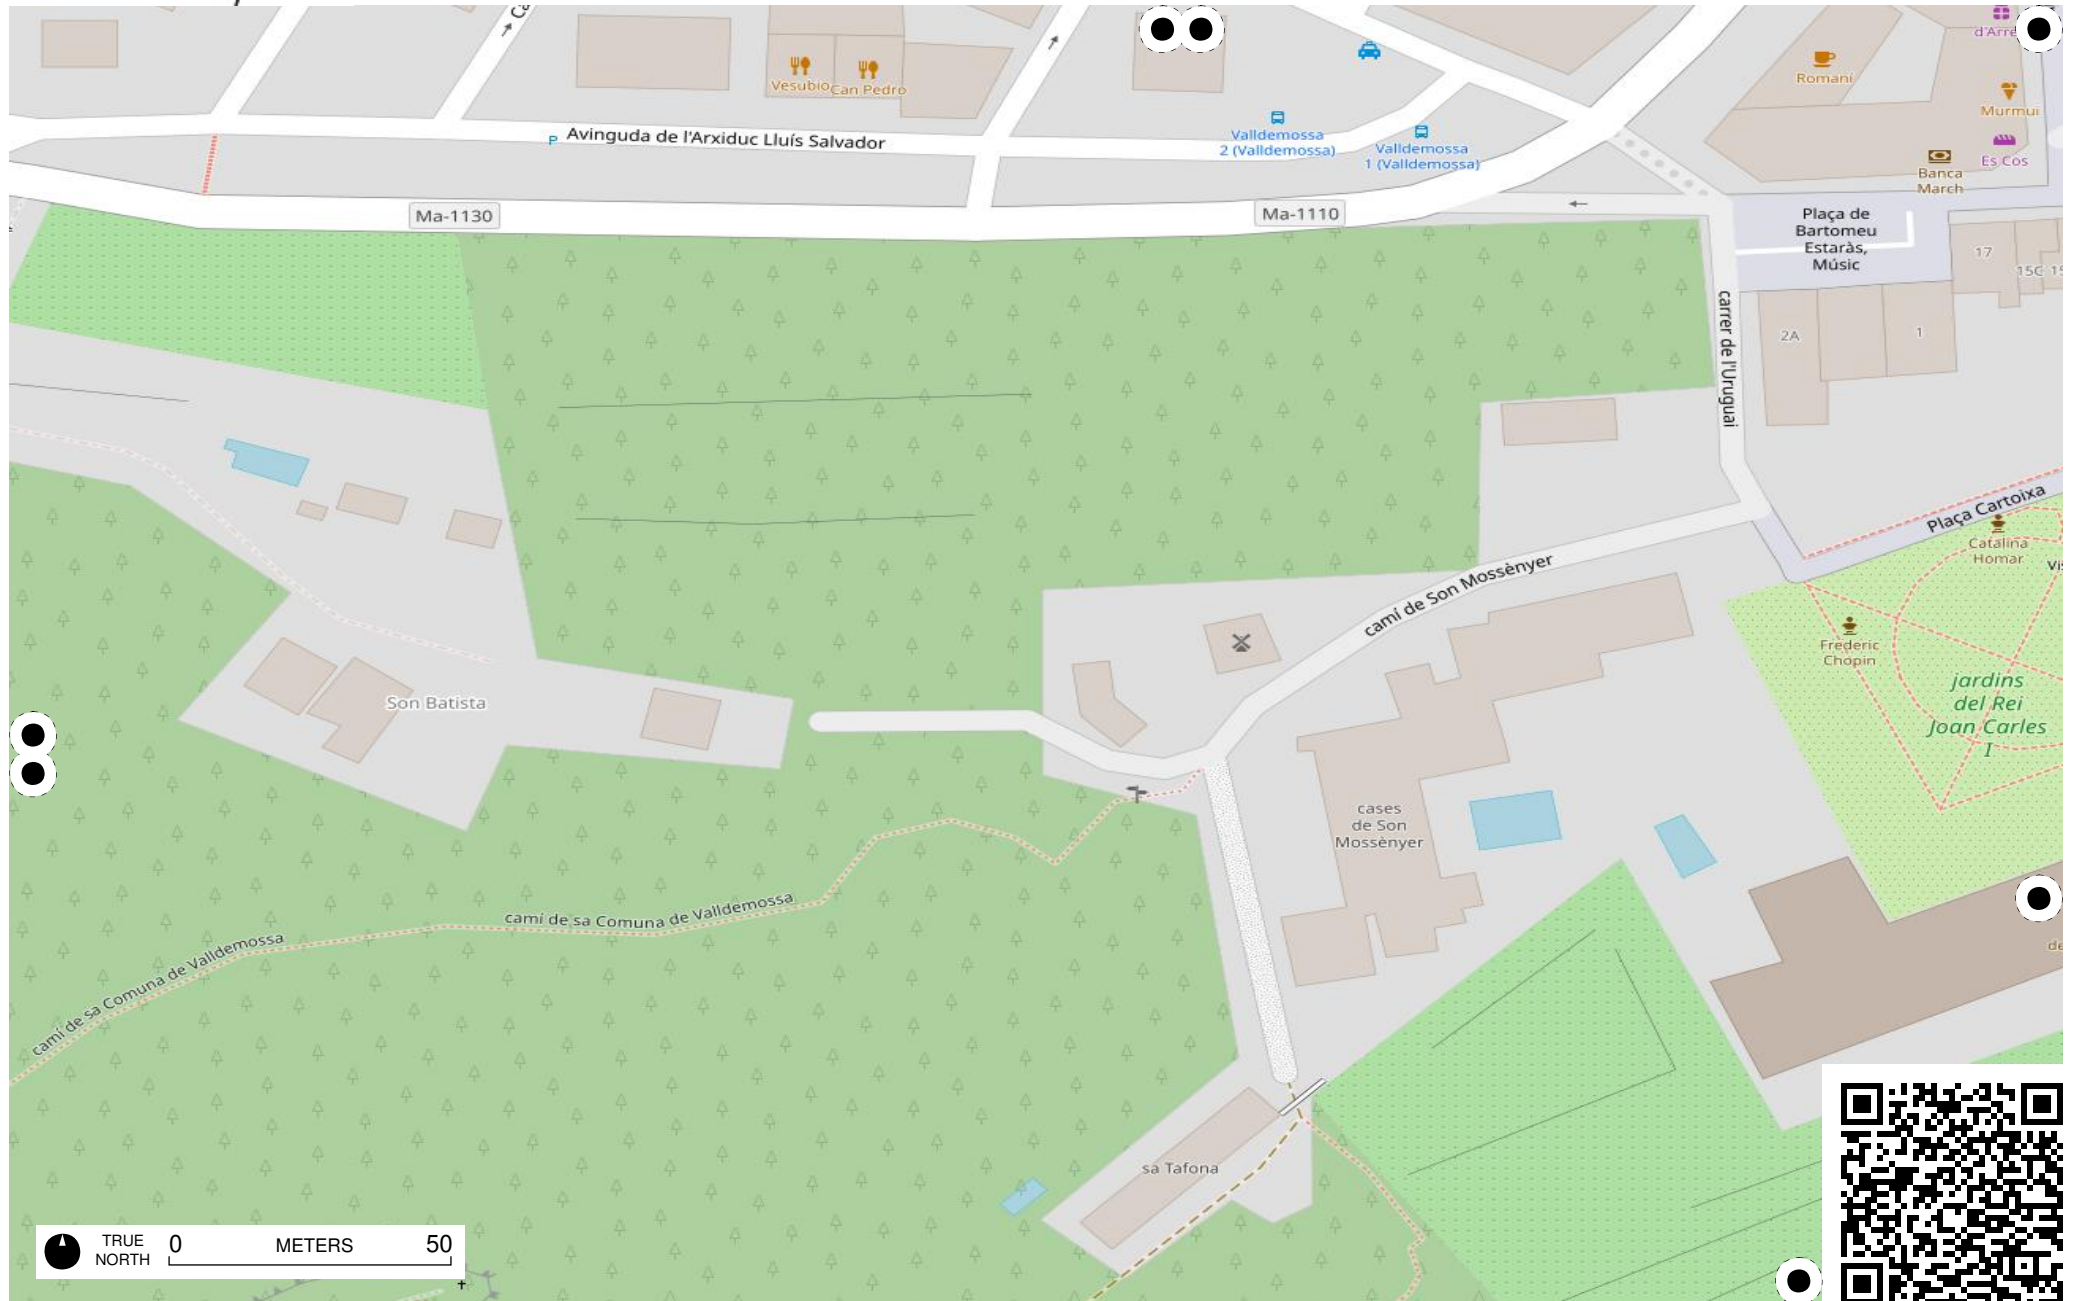 d'Arre
Romaní
Vesubio
Can Pedro
Murmui
P
Avinguda de l'Arxiduc Lluís Salvador
Valldemossa
2 (Valldemossa)
Valldemossa
1 (Valldemossa)
Es Cos
Banca
March
Ma-1130
Ma-1110
Plaça de
Bartomeu
Estaràs,
Músic
17
15C
15
carrer de l'Uruguai
2A
1
Plaça Cartoixa
Catalina
Homar
Vis
camí de Son Mossènyer
Frederic
Chopin
jardins
del Rei
Joan Carles
I
Son Batista
cases
de Son
Mossènyer
camí de sa Comuna de Valldemossa
camí de sa Comuna de Valldemossa
de
sa Tafona
TRUE
NORTH
0 METERS 50